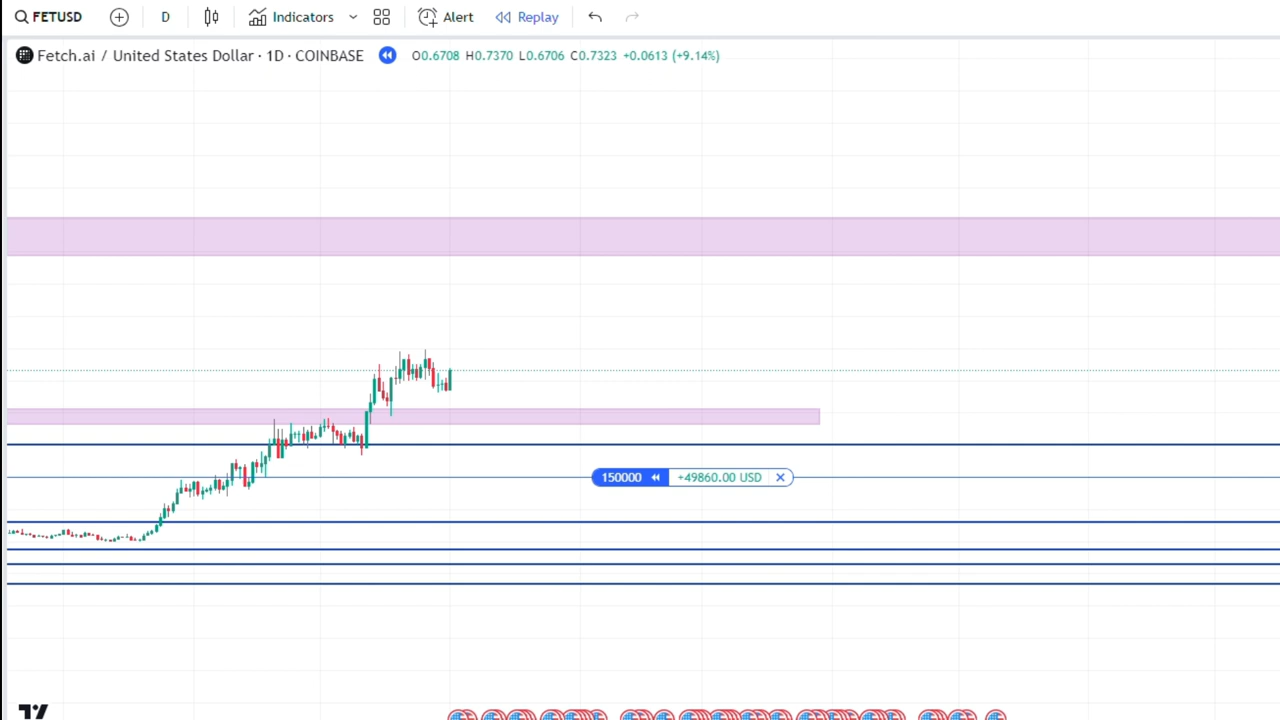 FETUSD D Indicators Alert Replay
Fetch.ai / United States Dollar · 1D · COINBASE O0.6708 H0.7370 L0.6706 C0.7323 +0.0613 (+9.14%)
150000 +49860.00 USD